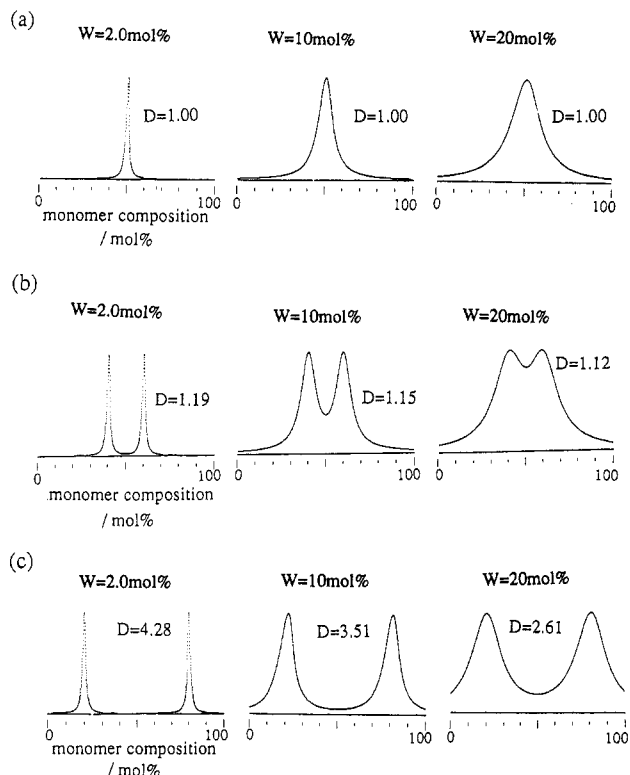 (a)
W=2.0mol% W=10mol% W=20mol%
D=1.00 D=1.00 D=1.00
0 100 0 100 0 100
monomer composition
/ mol%
(b)
W=2.0mol% W=10mol% W=20mol%
D=1.19 D=1.15 D=1.12
0 100 0 100 0 100
monomer composition
/ mol%
(c)
W=2.0mol% W=10mol% W=20mol%
D=4.28 D=3.51 D=2.61
0 100 0 100 0 100
monomer composition
/ mol%